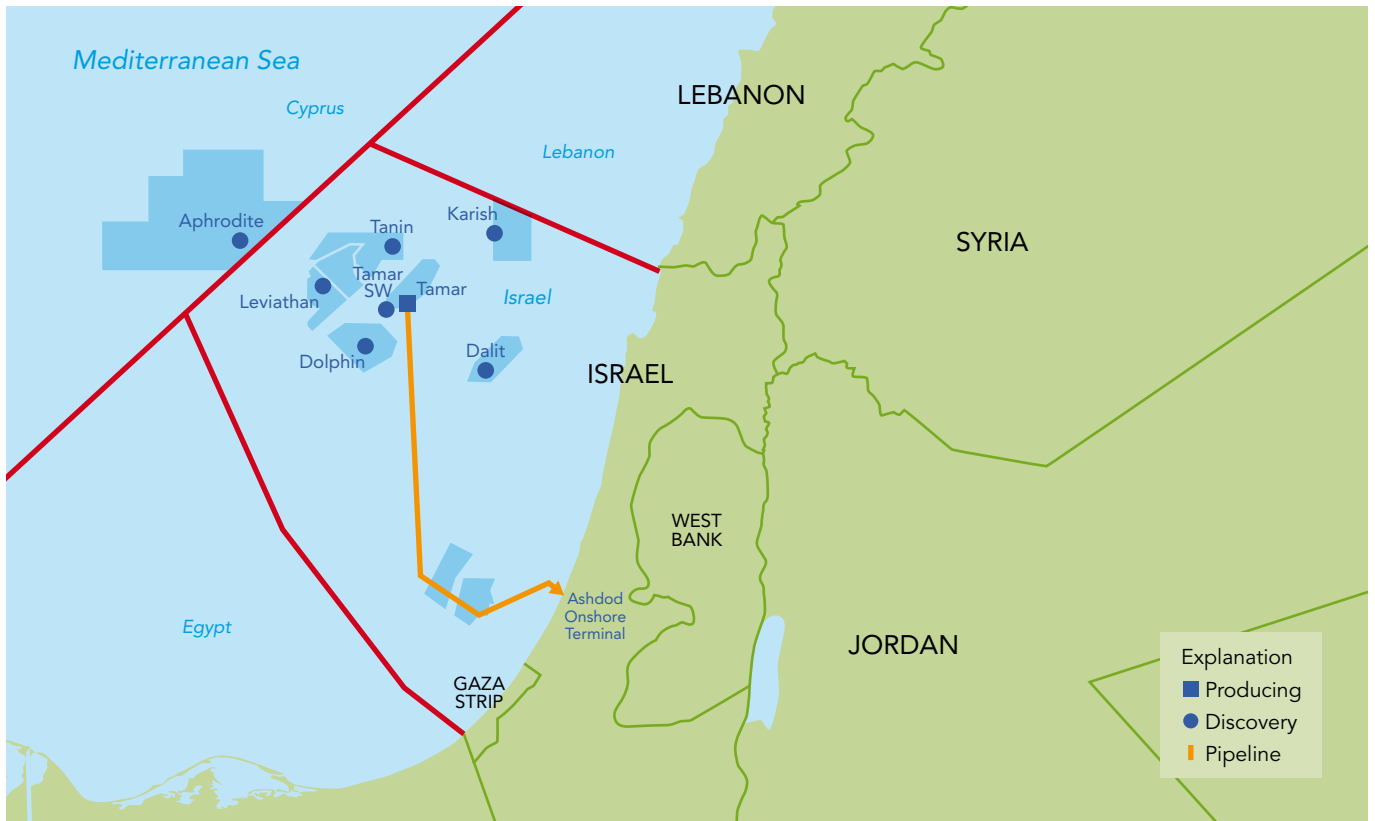 Mediterranean Sea
LEBANON
Cyprus
Lebanon
Aphrodite
Karish
Tanin
SYRIA
Tamar
SW
Tamar
Leviathan
Israel
Dolphin
Dalit
ISRAEL
WEST
BANK
Ashdod
Onshore
Terminal
Egypt
JORDAN
GAZA
STRIP
Explanation
Producing
Discovery
Pipeline